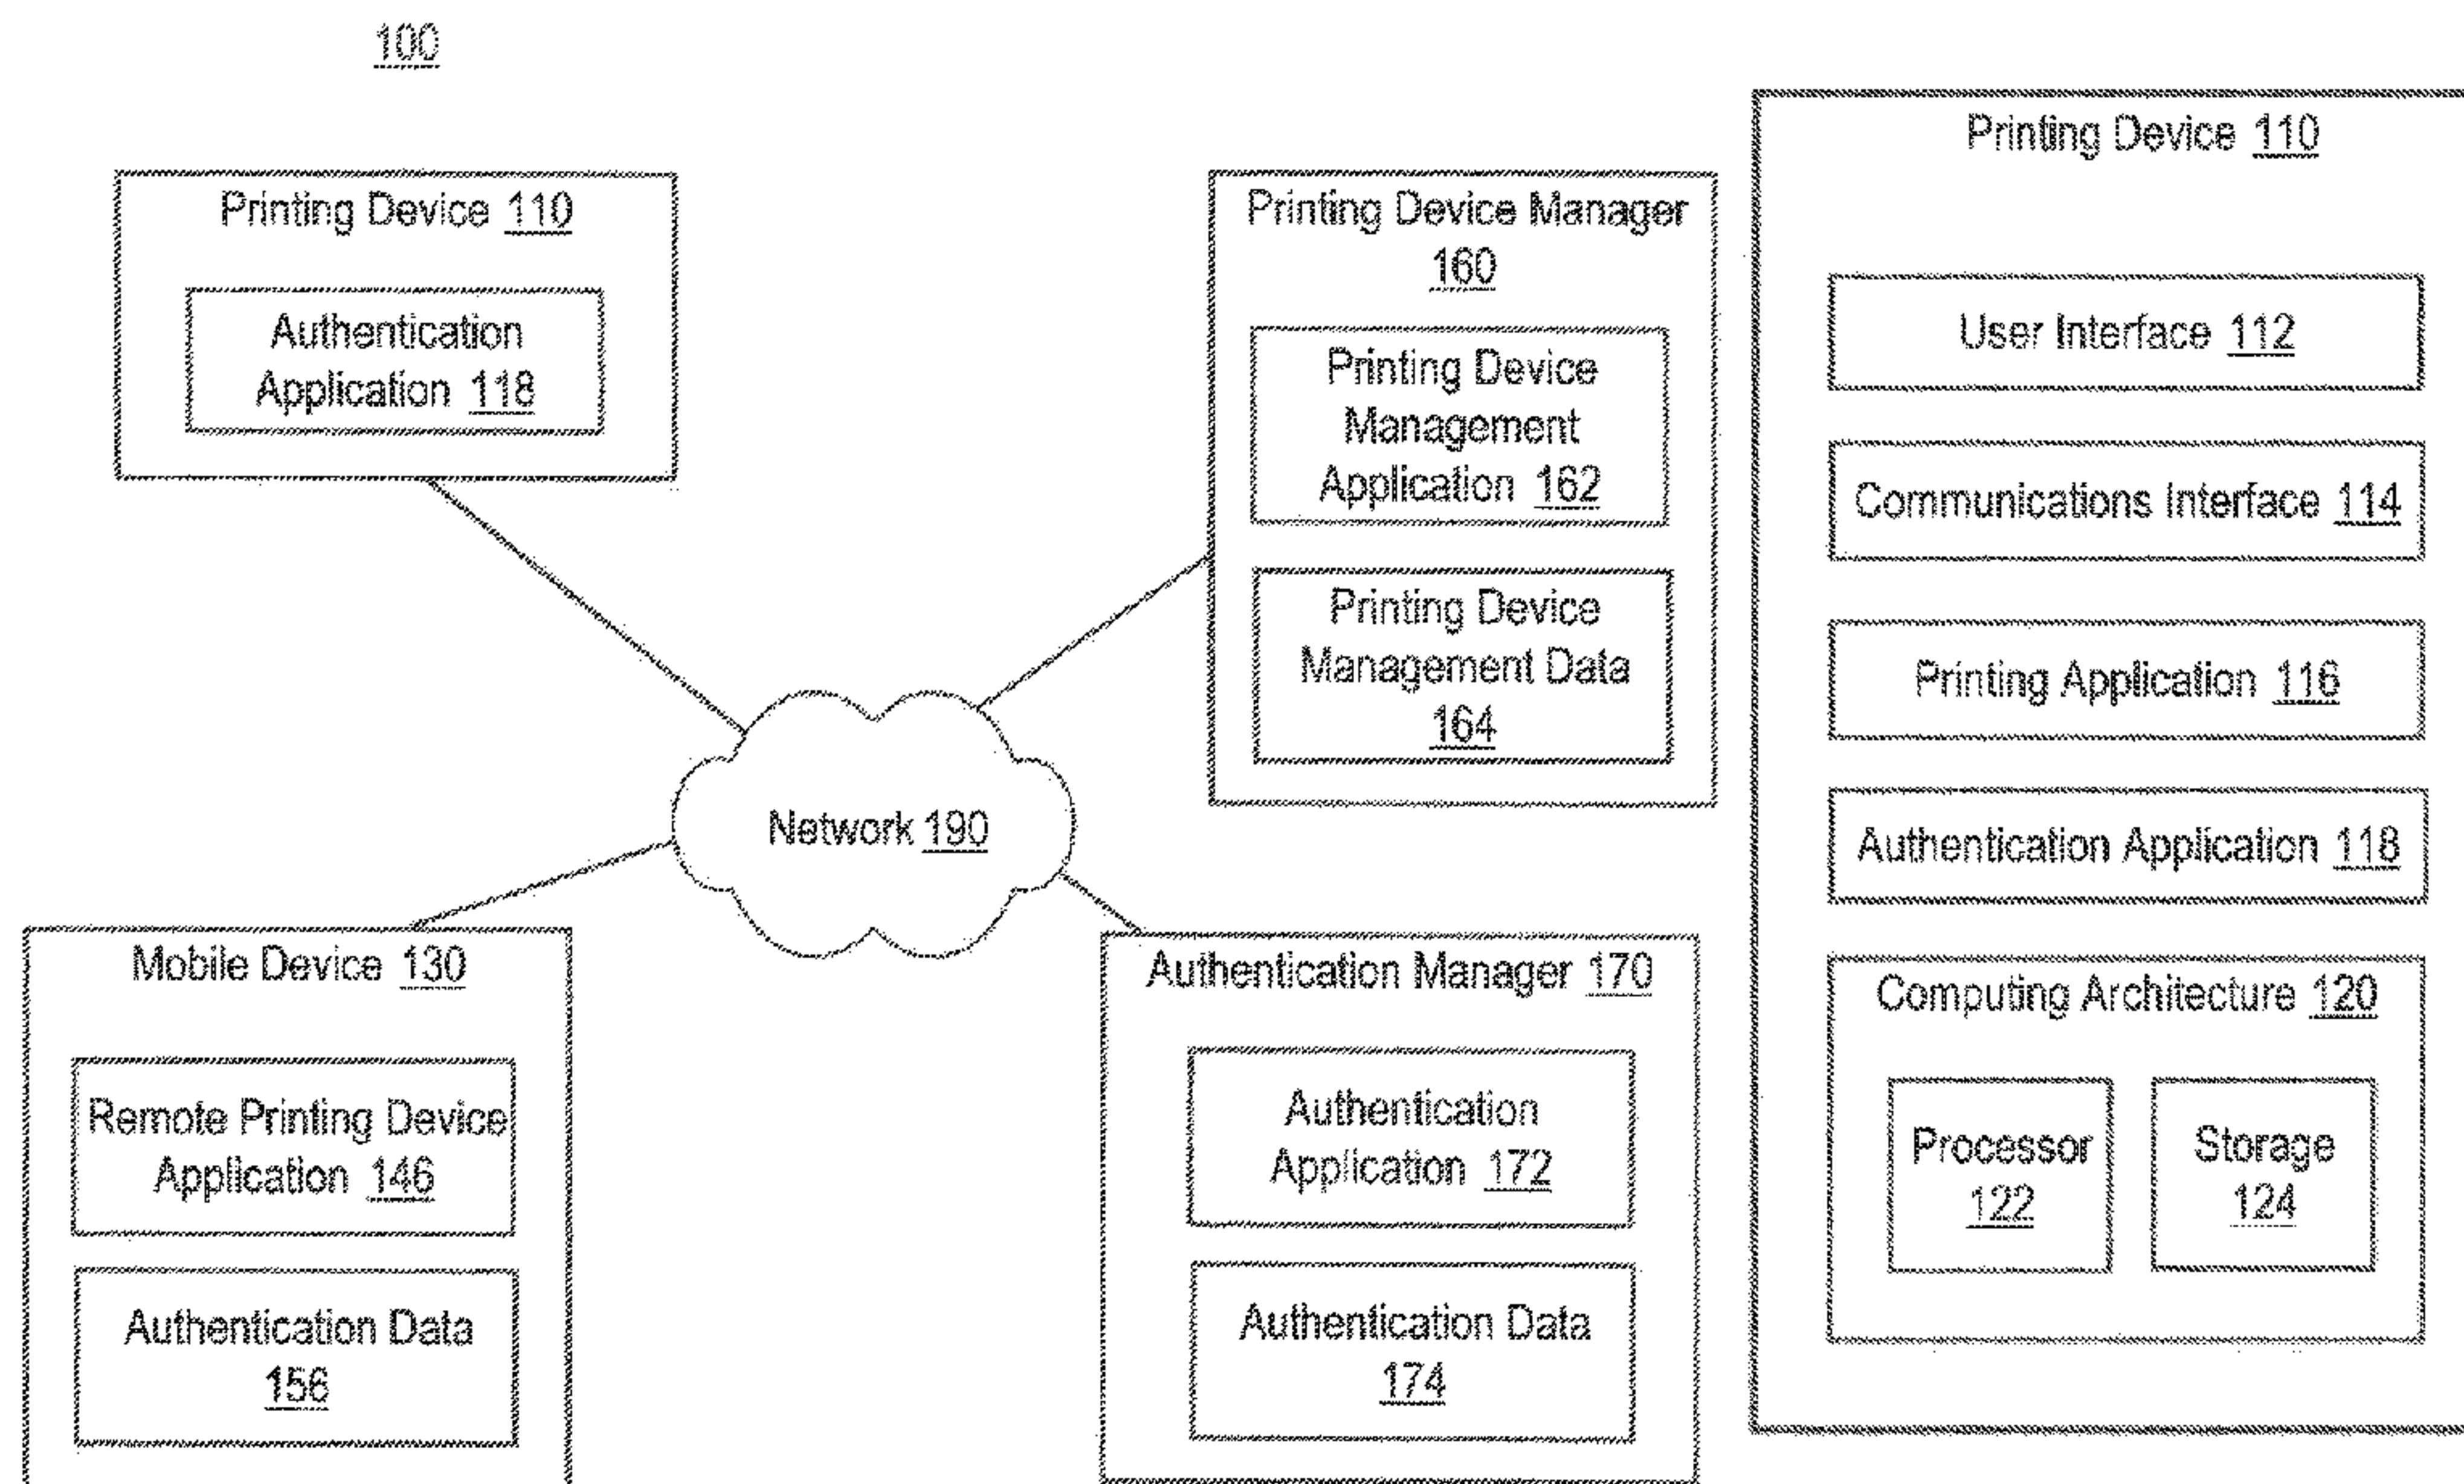 100
Printing Device 110
Authentication
Application 118
Printing Device Manager
160
Printing Device
Management
Application 162
Printing Device
Management Data
164
Network 190
Mobile Device 130
Remote Printing Device
Application 146
Authentication Data
156
Authentication Manager 170
Authentication
Application 172
Authentication Data
174
Printing Device 110
User Interface 112
Communications Interface 114
Printing Application 116
Authentication Application 118
Computing Architecture 120
Processor
122
Storage
124